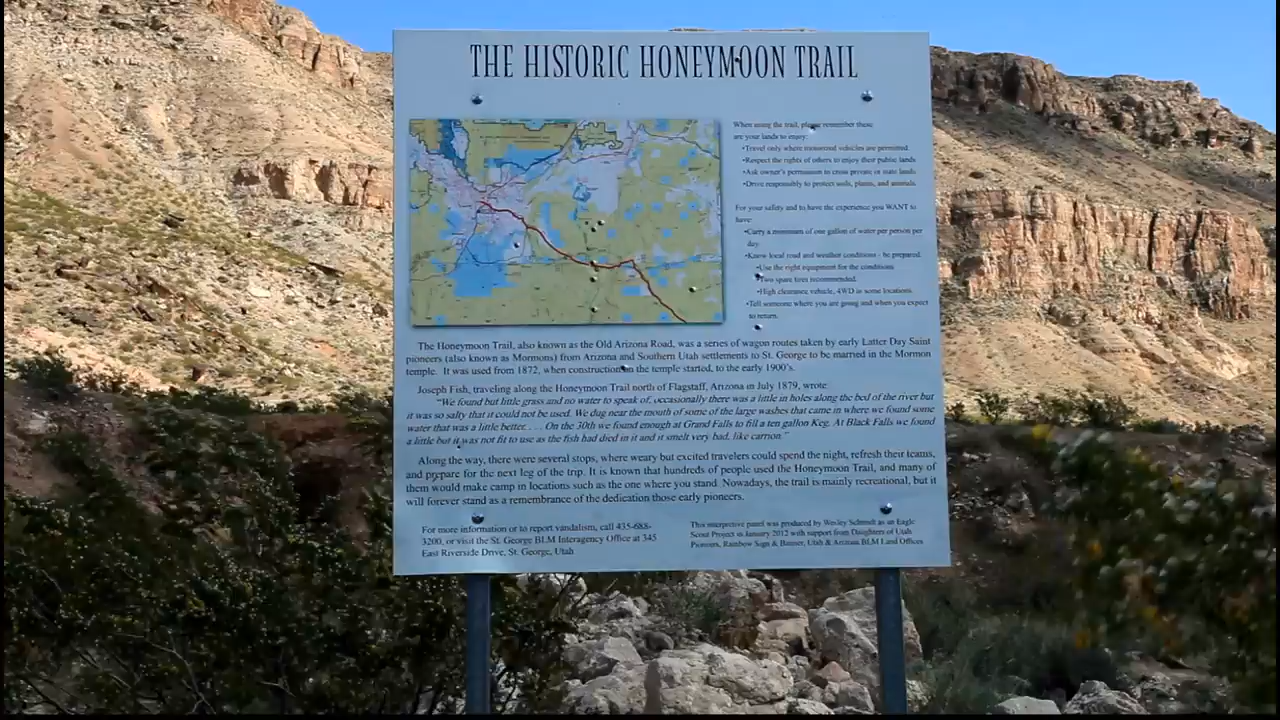 THE HISTORIC HONEYMOON TRAIL
When using the trail, please remember these
are your lands to enjoy:
•Travel only where motorized vehicles are permitted.
•Respect the rights of others to enjoy their public lands
•Ask owner's permission to cross private or state lands
•Drive responsibly to protect soils, plants, and animals.
For your safety and to have the experience you WANT to
have:
•Carry a minimum of one gallon of water per person per
day.
•Know local road and weather conditions - be prepared.
•Use the right equipment for the conditions
•Two spare tires recommended.
•High clearance vehicle, 4WD in some locations.
•Tell someone where you are going and when you expect
to return.
The Honeymoon Trail, also known as the Old Arizona Road, was a series of wagon routes taken by early Latter Day Saint
pioneers (also known as Mormons) from Arizona and Southern Utah settlements to St. George to be married in the Mormon
temple. It was used from 1872, when construction on the temple started, to the early 1900's.
Joseph Fish, traveling along the Honeymoon Trail north of Flagstaff, Arizona in July 1879, wrote:
"We found but little grass and no water to speak of, occasionally there was a little in holes along the bed of the river but
it was so salty that it could not be used. We dug near the mouth of some of the large washes that came in where we found some
water that was a little better. . . . On the 30th we found enough at Grand Falls to fill a ten gallon Keg. At Black Falls we found
a little but it was not fit to use as the fish had died in it and it smelt very bad, like carrion."
Along the way, there were several stops, where weary but excited travelers could spend the night, refresh their teams,
and prepare for the next leg of the trip. It is known that hundreds of people used the Honeymoon Trail, and many of
them would make camp in locations such as the one where you stand. Nowadays, the trail is mainly recreational, but it
will forever stand as a remembrance of the dedication those early pioneers.
For more information or to report vandalism, call 435-688-
3200, or visit the St. George BLM Interagency Office at 345
East Riverside Drive, St. George, Utah
This interpretive panel was produced by Wesley Schmutt as an Eagle
Scout Project in January 2012 with support from Daughters of Utah
Pioneers, Rainbow Sign & Banner, Utah & Arizona BLM Land Offices